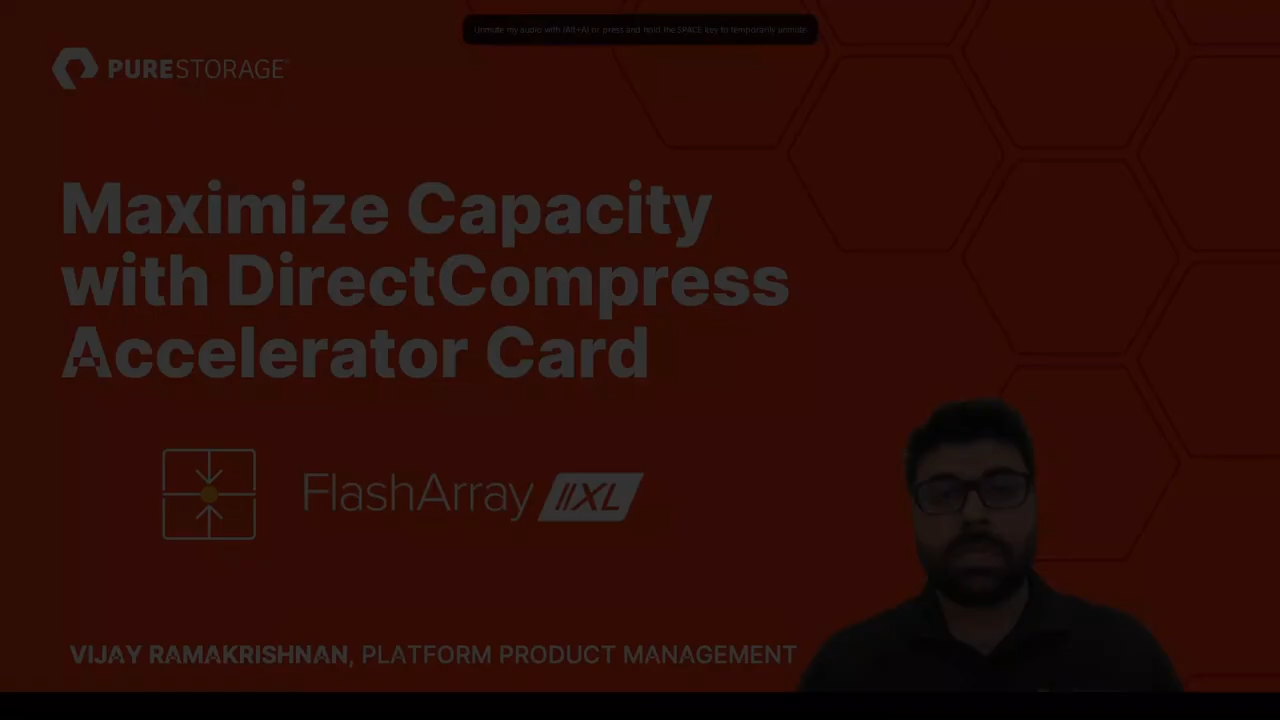 Unmute my audio with (Alt+A) or press and hold the SPACE key to temporarily unmute.
PURESTORAGE
Maximize Capacity
with DirectCompress
Accelerator Card
FlashArray //XL
VIJAY RAMAKRISHNAN, PLATFORM PRODUCT MANAGEMENT